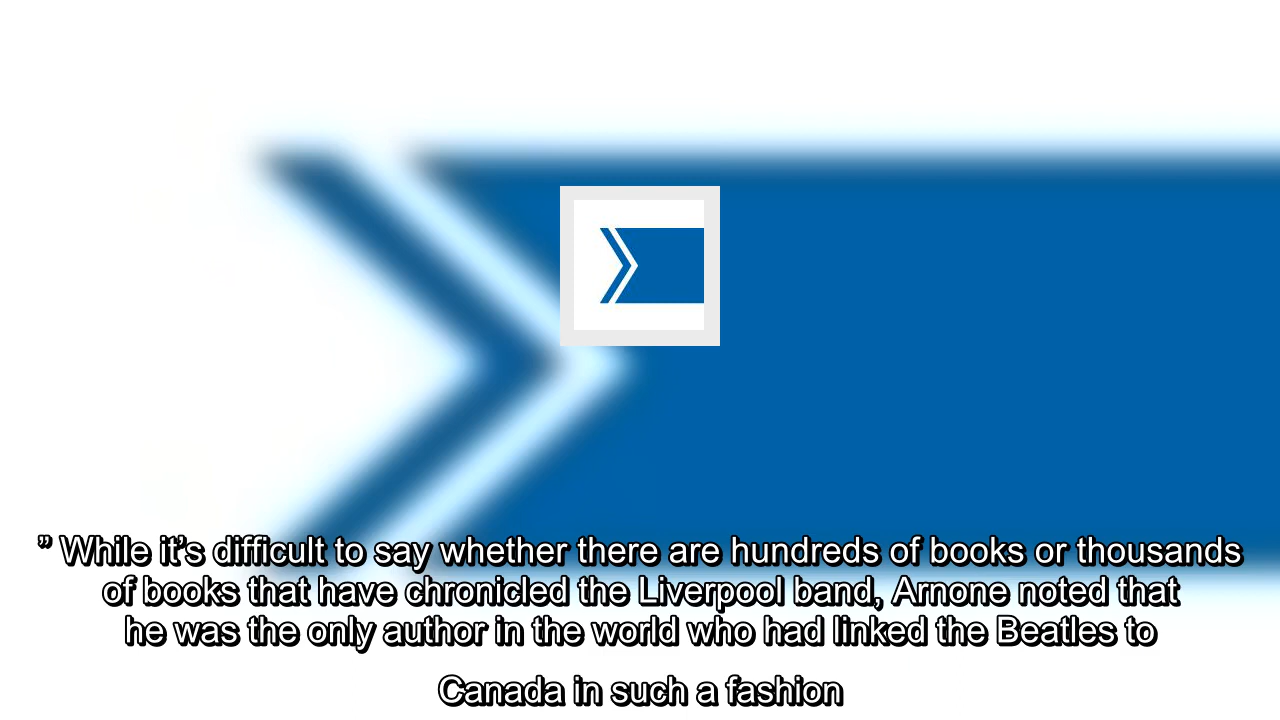 ” While it’s difficult to say whether there are hundreds of books or thousands
of books that have chronicled the Liverpool band, Arnone noted that
he was the only author in the world who had linked the Beatles to
Canada in such a fashion